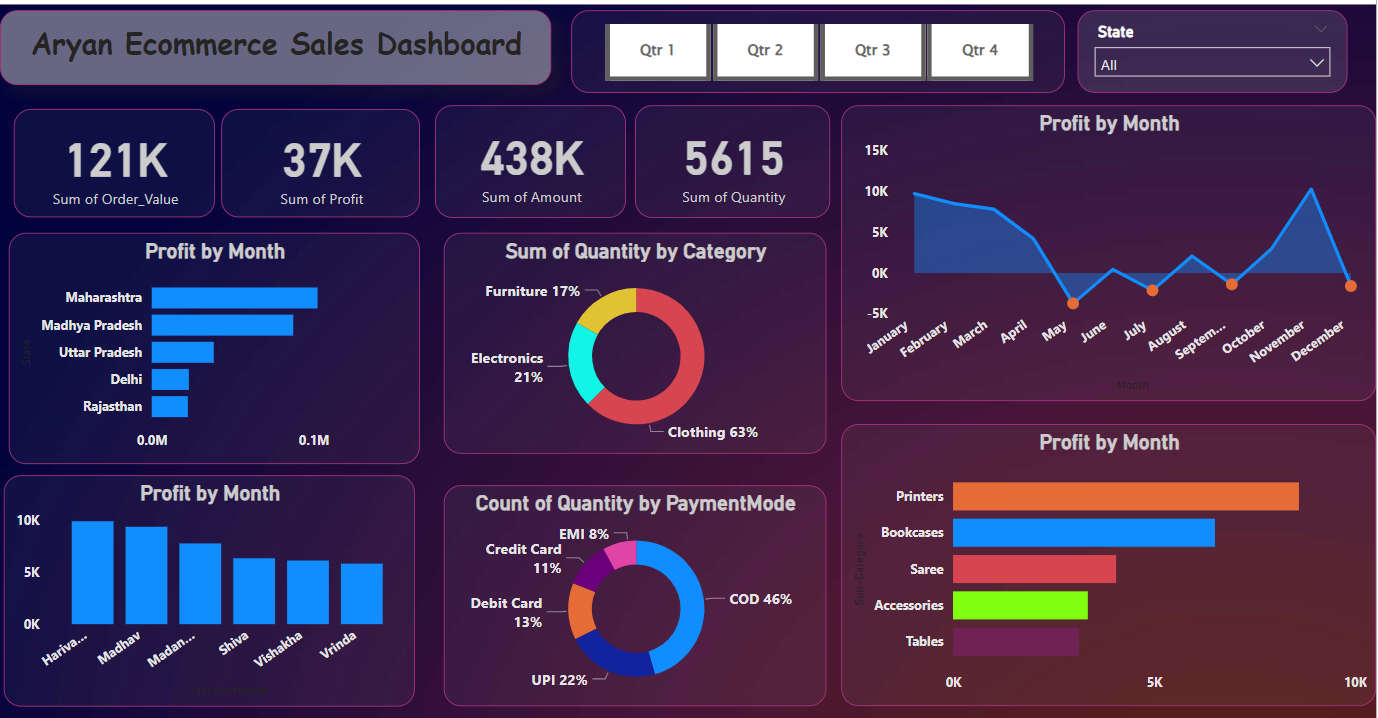 Aryan Ecommerce Sales Dashboard
Qtr 1
Qtr 2
Qtr 3
Qtr 4
State
All
121K
Sum of Order_Value
37K
Sum of Profit
438K
Sum of Amount
5615
Sum of Quantity
Profit by Month
15K
10K
5K
0K
-5K
January
February
March
April
May
June
July
August
Septem...
October
November
December
Month
Profit by Month
State
Maharashtra
Madhya Pradesh
Uttar Pradesh
Delhi
Rajasthan
0.0M
0.1M
Sum of Quantity by Category
Furniture 17%
Electronics
21%
Clothing 63%
Profit by Month
10K
5K
0K
Hariva...
Madhav
Madan...
Shiva
Vishakha
Vrinda
Count of Quantity by PaymentMode
EMI 8%
Credit Card
11%
Debit Card
13%
UPI 22%
COD 46%
Profit by Month
Sub-Category
Printers
Bookcases
Saree
Accessories
Tables
0K
5K
10K